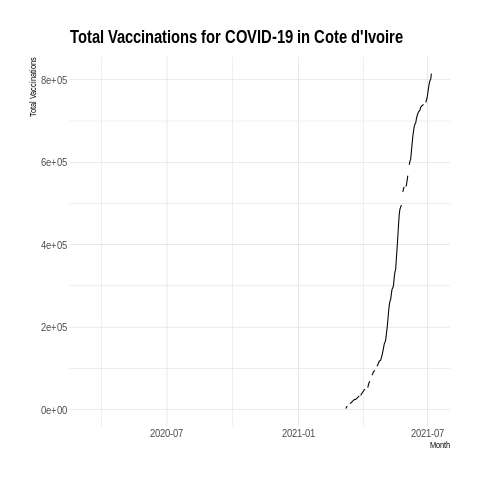 Total Vaccinations for COVID-19 in Cote d'Ivoire
Total Vaccinations
8e+05
6e+05
4e+05
2e+05
0e+00
2020-07
2021-01
2021-07
Month